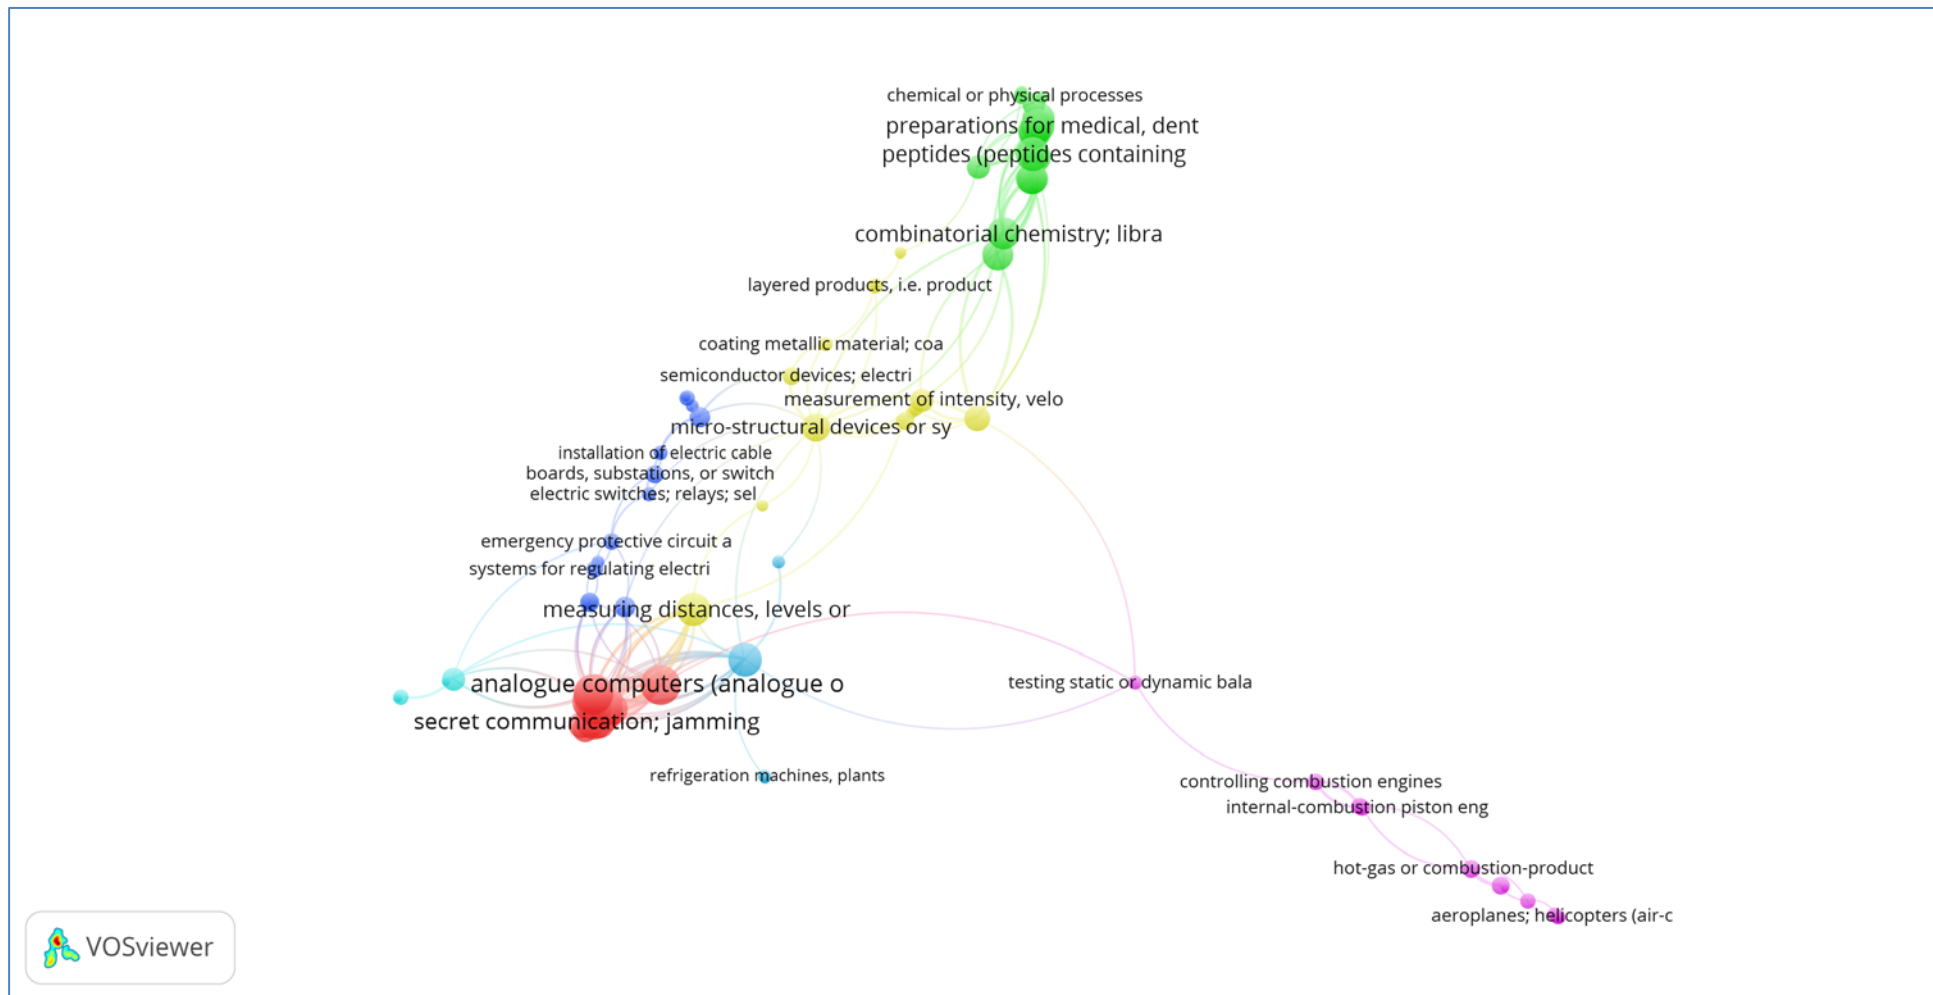 chemical or physical processes
preparations for medical, dent
peptides (peptides containing
combinatorial chemistry; libra
layered products, i.e. product
coating metallic material; coa
semiconductor devices; electri
measurement of intensity, velo
micro-structural devices or sy
installation of electric cable
boards, substations, or switch
electric switches; relays; sel
emergency protective circuit a
systems for regulating electri
measuring distances, levels or
analogue computers (analogue o
testing static or dynamic bala
secret communication; jamming
refrigeration machines, plants
controlling combustion engines
internal-combustion piston eng
hot-gas or combustion-product
aeroplanes; helicopters (air-c
VOSviewer